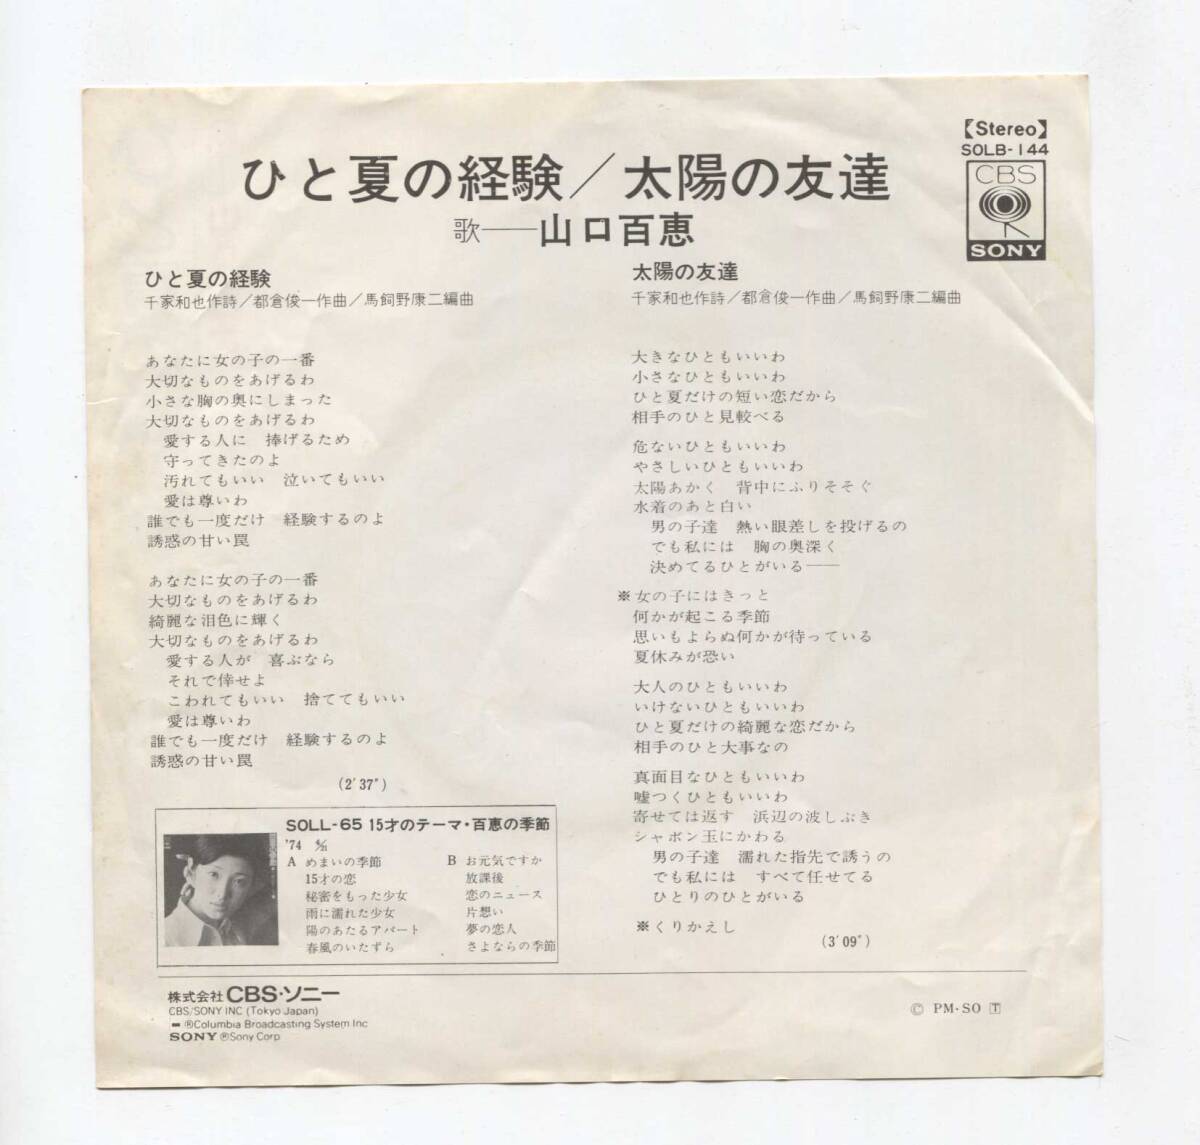 【Stereo】
SOLB-144
CBS
SONY
ひと夏の経験／太陽の友達
歌──山口百恵
ひと夏の経験
千家和也作詩／都倉俊一作曲／馬飼野康二編曲
あなたに女の子の一番
大切なものをあげるわ
小さな胸の奥にしまった
大切なものをあげるわ
愛する人に　捧げるため
守ってきたのよ
汚れてもいい　泣いてもいい
愛は尊いわ
誰でも一度だけ　経験するのよ
誘惑の甘い罠
あなたに女の子の一番
大切なものをあげるわ
綺麗な泪色に輝く
大切なものをあげるわ
愛する人が　喜ぶなら
それで倖せよ
こわれてもいい　捨ててもいい
愛は尊いわ
誰でも一度だけ　経験するのよ
誘惑の甘い罠
(2′37″)
SOLL-65 15才のテーマ・百恵の季節
'74
A めまいの季節
15才の恋
秘密をもった少女
雨に濡れた少女
陽のあたるアパート
春風のいたずら
B お元気ですか
放課後
恋のニュース
片想い
夢の恋人
さよならの季節
太陽の友達
千家和也作詩／都倉俊一作曲／馬飼野康二編曲
大きなひともいいわ
小さなひともいいわ
ひと夏だけの短い恋だから
相手のひと見較べる
危ないひともいいわ
やさしいひともいいわ
太陽あかく　背中にふりそそぐ
水着のあと白い
男の子達　熱い眼差しを投げるの
でも私には　胸の奥深く
決めてるひとがいる──
※女の子にはきっと
何かが起こる季節
思いもよらぬ何かが待っている
夏休みが恐い
大人のひともいいわ
いけないひともいいわ
ひと夏だけの綺麗な恋だから
相手のひと大事なの
真面目なひともいいわ
嘘つくひともいいわ
寄せては返す　浜辺の波しぶき
シャボン玉にかわる
男の子達　濡れた指先で誘うの
でも私には　すべて任せてる
ひとりのひとがいる
※くりかえし
(3′09″)
株式会社 CBS・ソニー
CBS/SONY INC (Tokyo Japan)
®Columbia Broadcasting System Inc
SONY ®Sony Corp
© PM・SO T